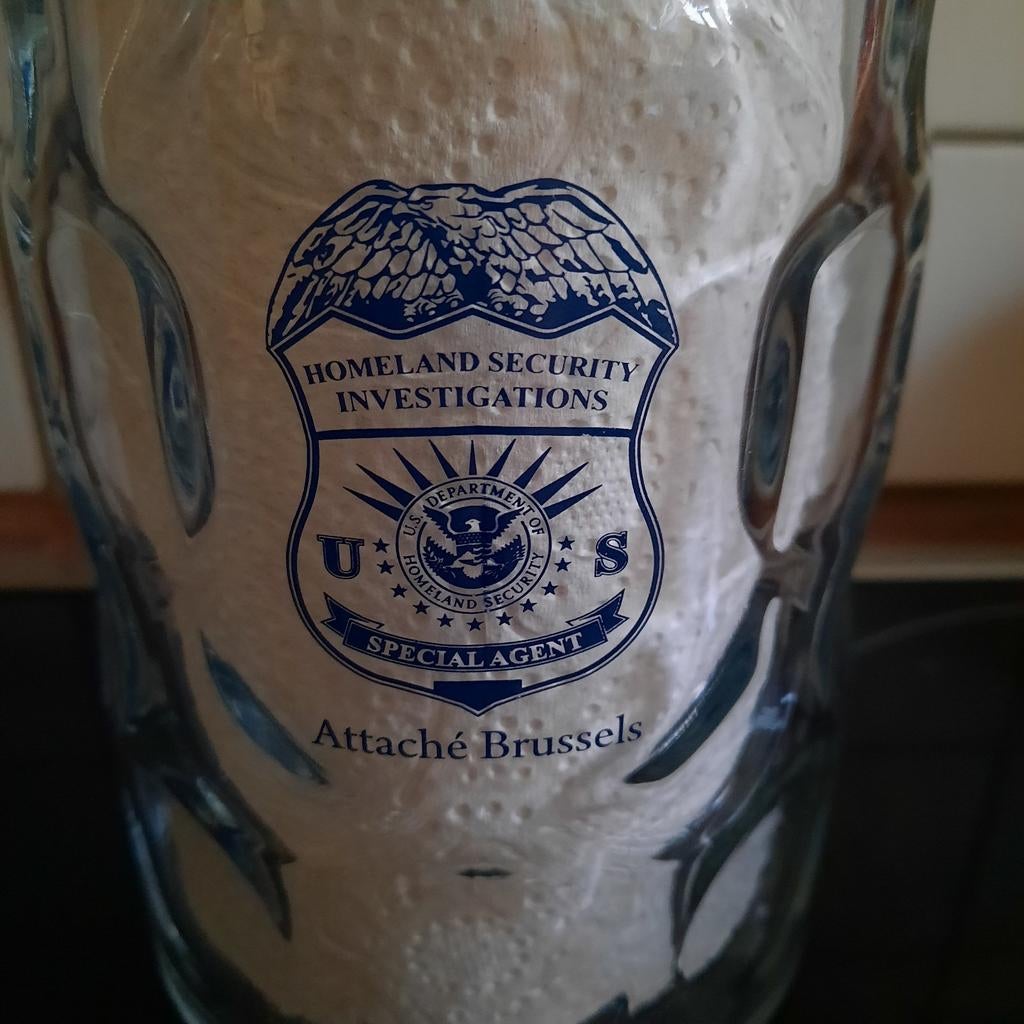 HOMELAND SECURITY
INVESTIGATIONS
U.S. DEPARTMENT OF
HOMELAND SECURITY
U S
SPECIAL AGENT
Attaché Brussels